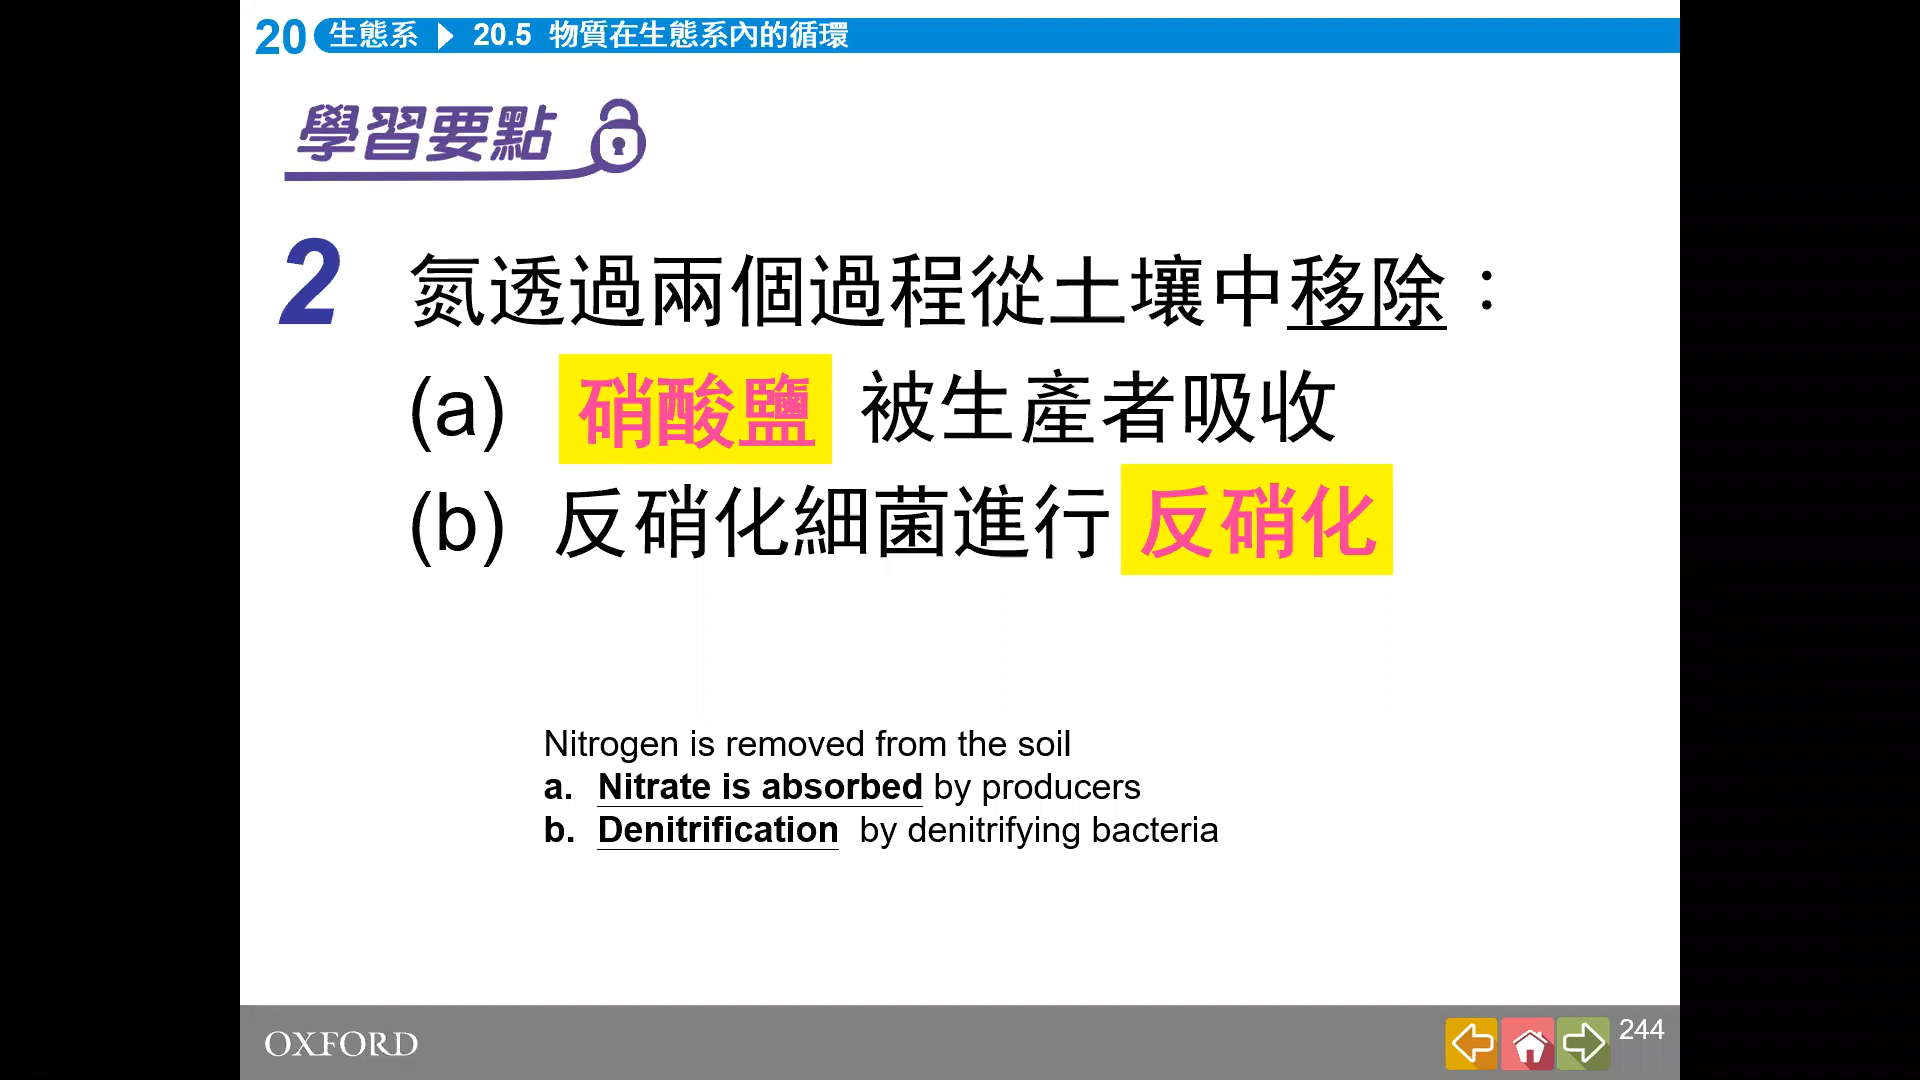 20 生態系 ▶ 20.5 物質在生態系內的循環
學習要點
2 氮透過兩個過程從土壤中移除：
(a) 硝酸鹽 被生產者吸收
(b) 反硝化細菌進行 反硝化
Nitrogen is removed from the soil
a. Nitrate is absorbed by producers
b. Denitrification by denitrifying bacteria
OXFORD
244